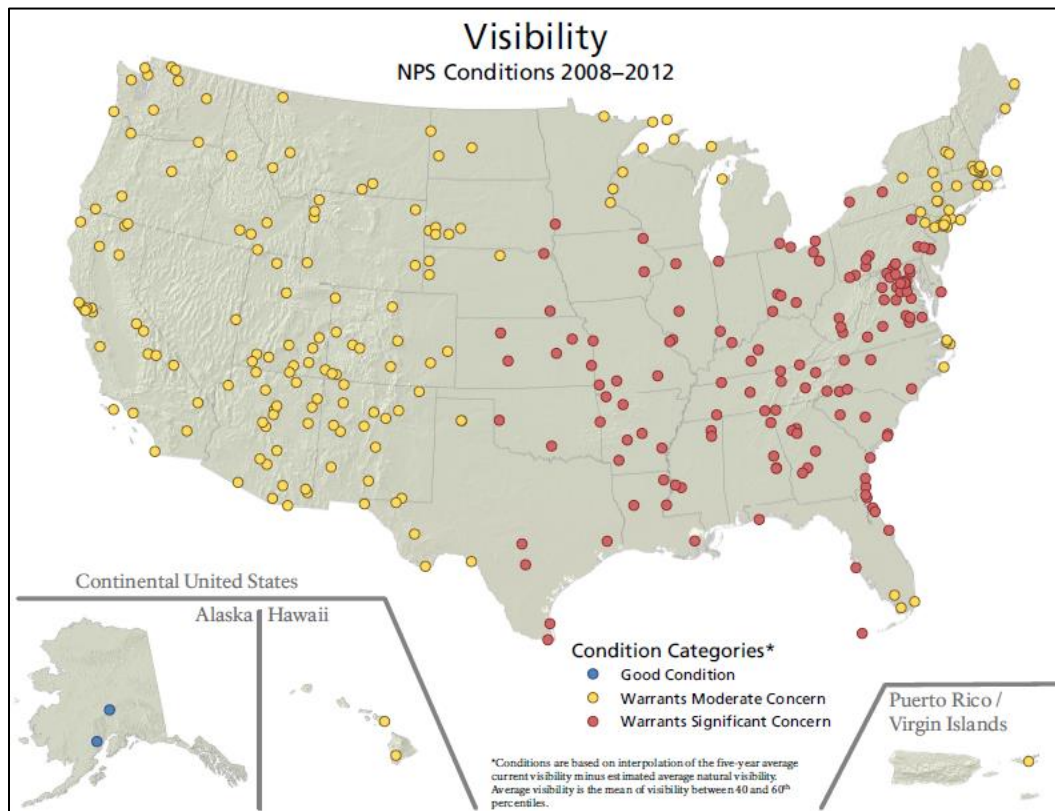 Visibility
NPS Conditions 2008–2012
Continental United States
Alaska
Hawaii
Condition Categories*
Good Condition
Warrants Moderate Concern
Warrants Significant Concern
Puerto Rico /
Virgin Islands
*Conditions are based on interpolation of the five-year average
current visibility minus estimated average natural visibility.
Average visibility is the mean of visibility between 40 and 60th
percentiles.